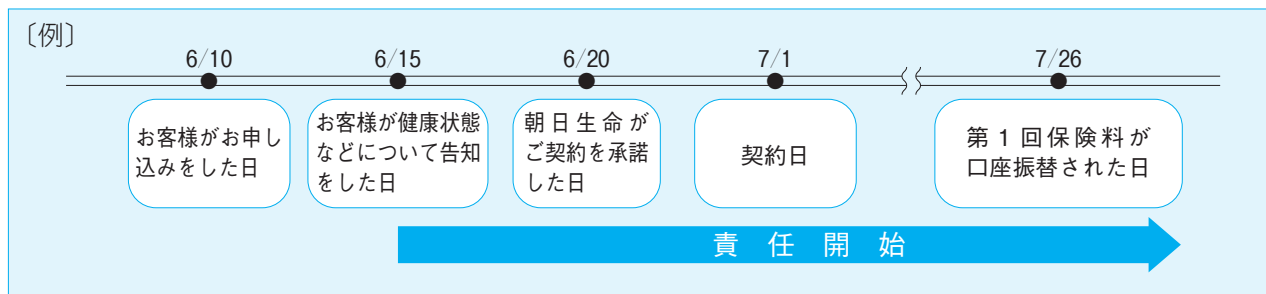 〔例〕
6/10
6/15
6/20
7/1
7/26
お客様がお申し
込みをした日
お客様が健康状態
などについて告知
をした日
朝日生命が
ご契約を承諾
した日
契約日
第1回保険料が
口座振替された日
責任開始